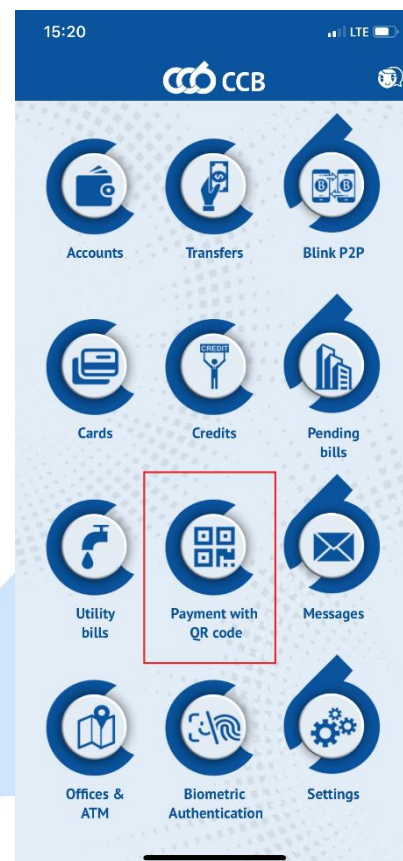 15:20
LTE
CCB
Accounts
Transfers
Blink P2P
CREDIT
Cards
Credits
Pending
bills
Utility
bills
Payment with
QR code
Messages
Offices &
ATM
Biometric
Authentication
Settings